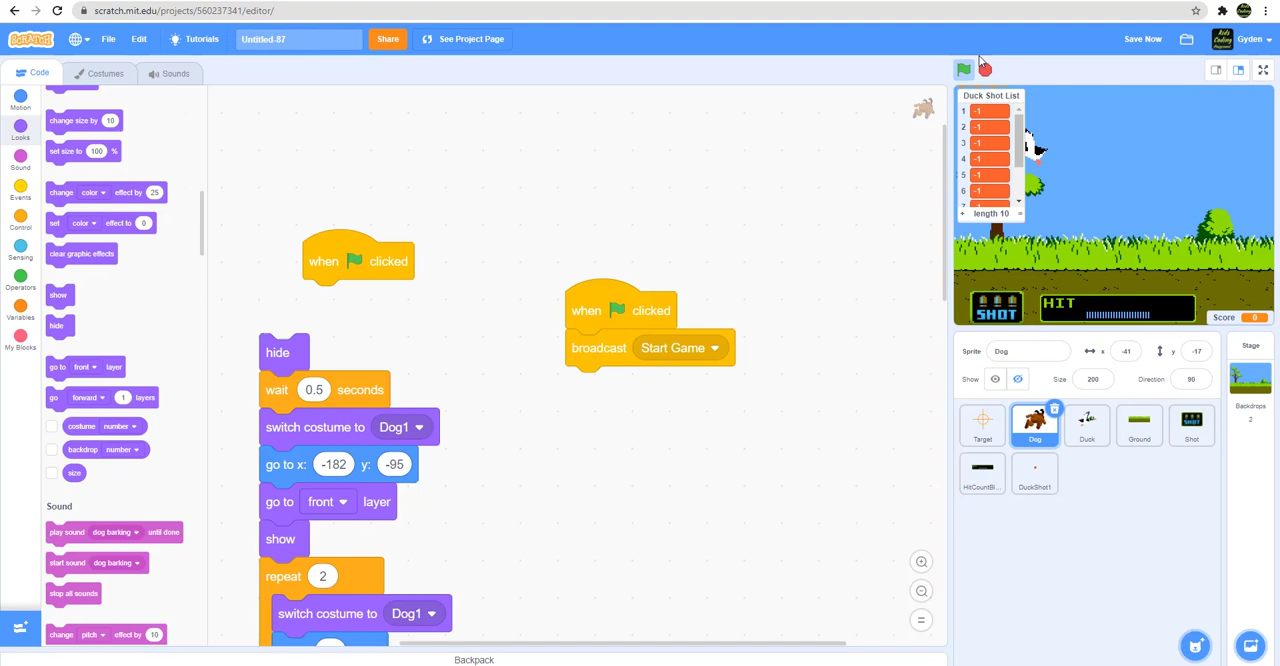 scratch.mit.edu/projects/560237341/editor/
SCRATCH File Edit Tutorials Untitled-87 Share See Project Page Save Now Kids Coding Gyden
Code Costumes Sounds
Motion
Looks
Sound
Events
Control
Sensing
Operators
Variables
My Blocks
change size by 10
set size to 100 %
change color effect by 25
set color effect to 0
clear graphic effects
show
hide
go to front layer
go forward 1 layers
costume number
backdrop number
size
Sound
play sound dog barking until done
start sound dog barking
stop all sounds
change pitch effect by 10
when clicked
hide
wait 0.5 seconds
switch costume to Dog1
go to x: -182 y: -95
go to front layer
show
repeat 2
switch costume to Dog1
when clicked
broadcast Start Game
Duck Shot List
1 -1
2 -1
3 -1
4 -1
5 -1
6 -1
+ length 10 =
SHOT
HIT
Score 0
Sprite Dog x -41 y -17
Show Size 200 Direction 90
Target Dog Duck Ground Shot
HitCountBl... DuckShot1
Stage
Backdrops
2
Backpack